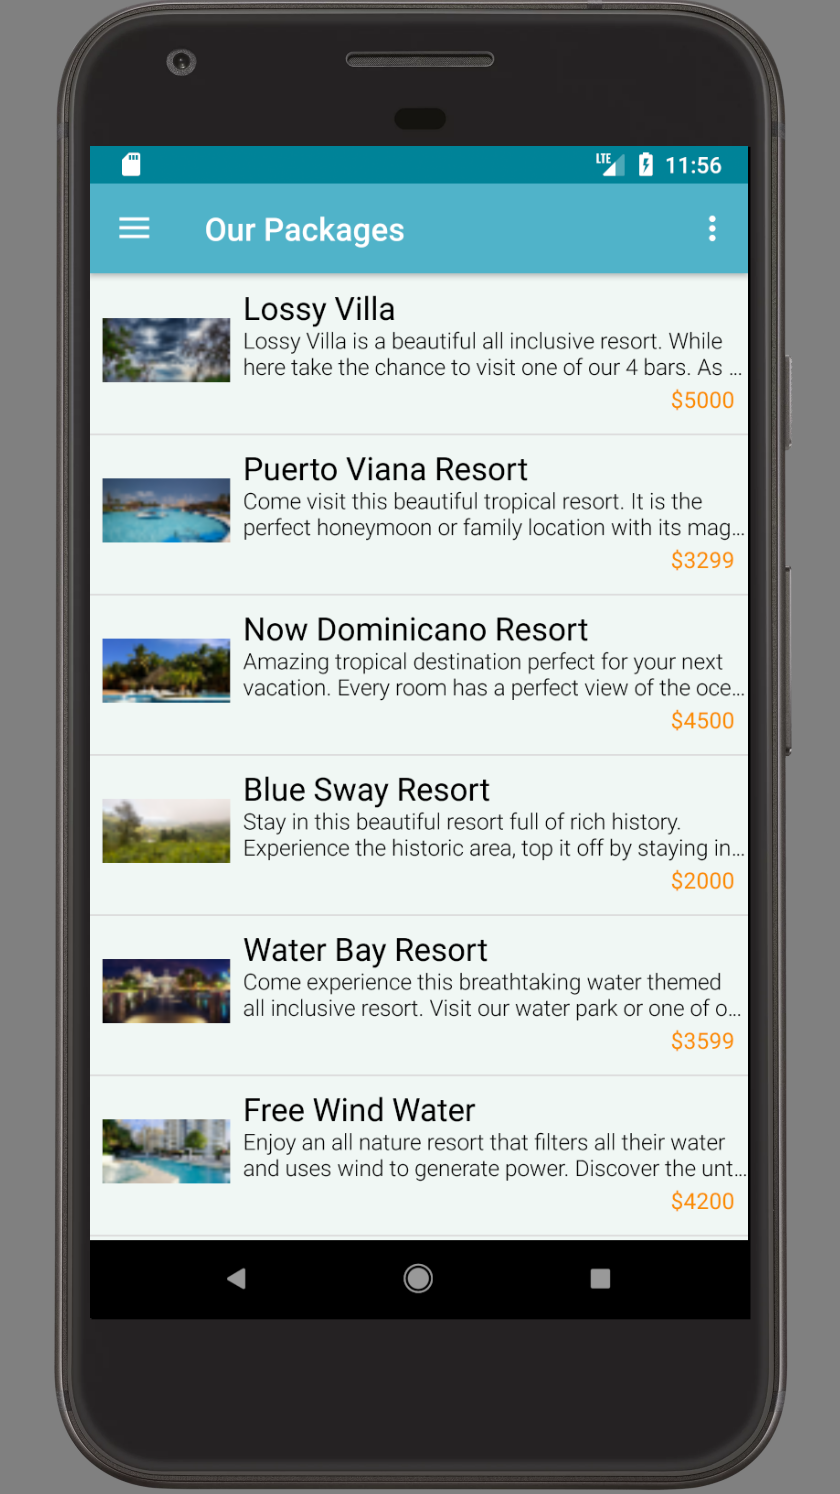 LTE 11:56
Our Packages
Lossy Villa
Lossy Villa is a beautiful all inclusive resort. While
here take the chance to visit one of our 4 bars. As ...
$5000
Puerto Viana Resort
Come visit this beautiful tropical resort. It is the
perfect honeymoon or family location with its mag...
$3299
Now Dominicano Resort
Amazing tropical destination perfect for your next
vacation. Every room has a perfect view of the oce...
$4500
Blue Sway Resort
Stay in this beautiful resort full of rich history.
Experience the historic area, top it off by staying in...
$2000
Water Bay Resort
Come experience this breathtaking water themed
all inclusive resort. Visit our water park or one of o...
$3599
Free Wind Water
Enjoy an all nature resort that filters all their water
and uses wind to generate power. Discover the unt...
$4200